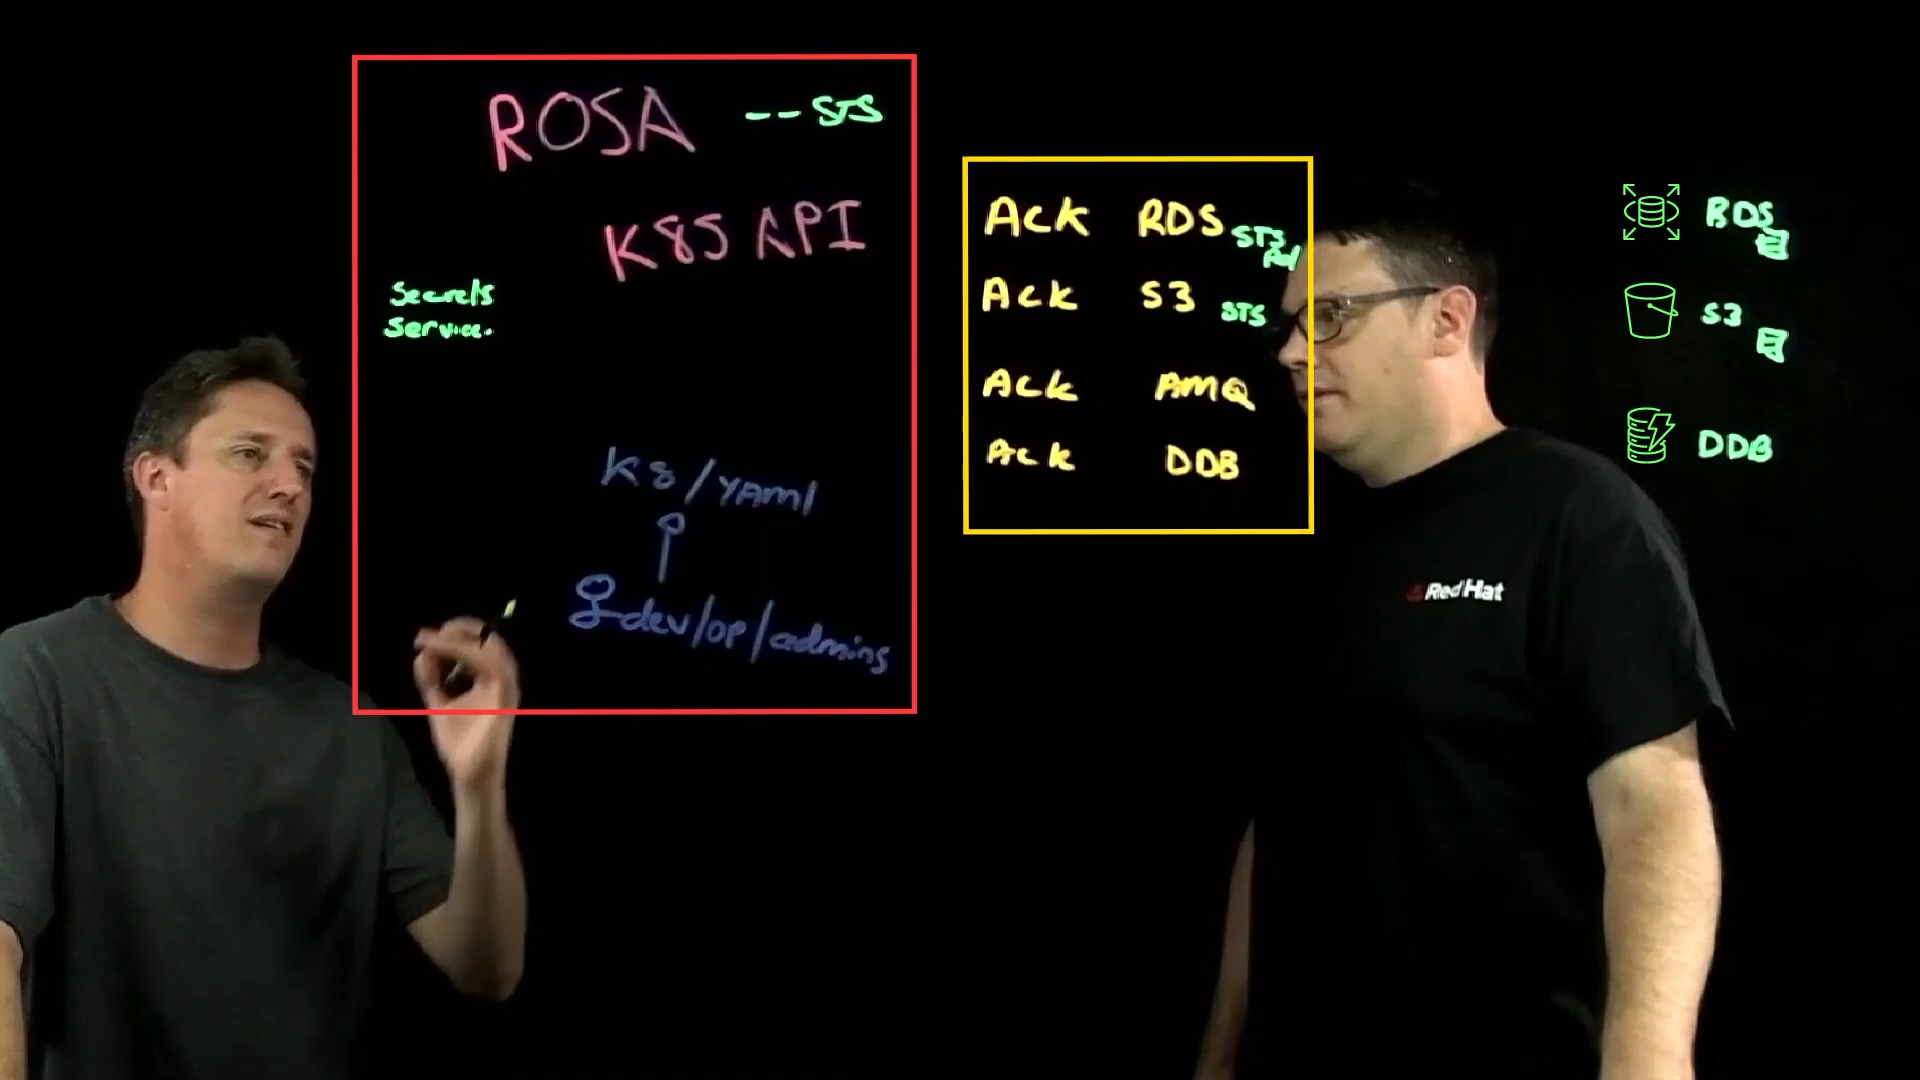 ROSA -- STS
K8S API
Secrets
Service.
K8/YAMl
dev/op/admins
Ack RDS STS
Pol
Ack S3 STS
Ack AMQ
Ack DDB
RDS
S3
DDB
Red Hat